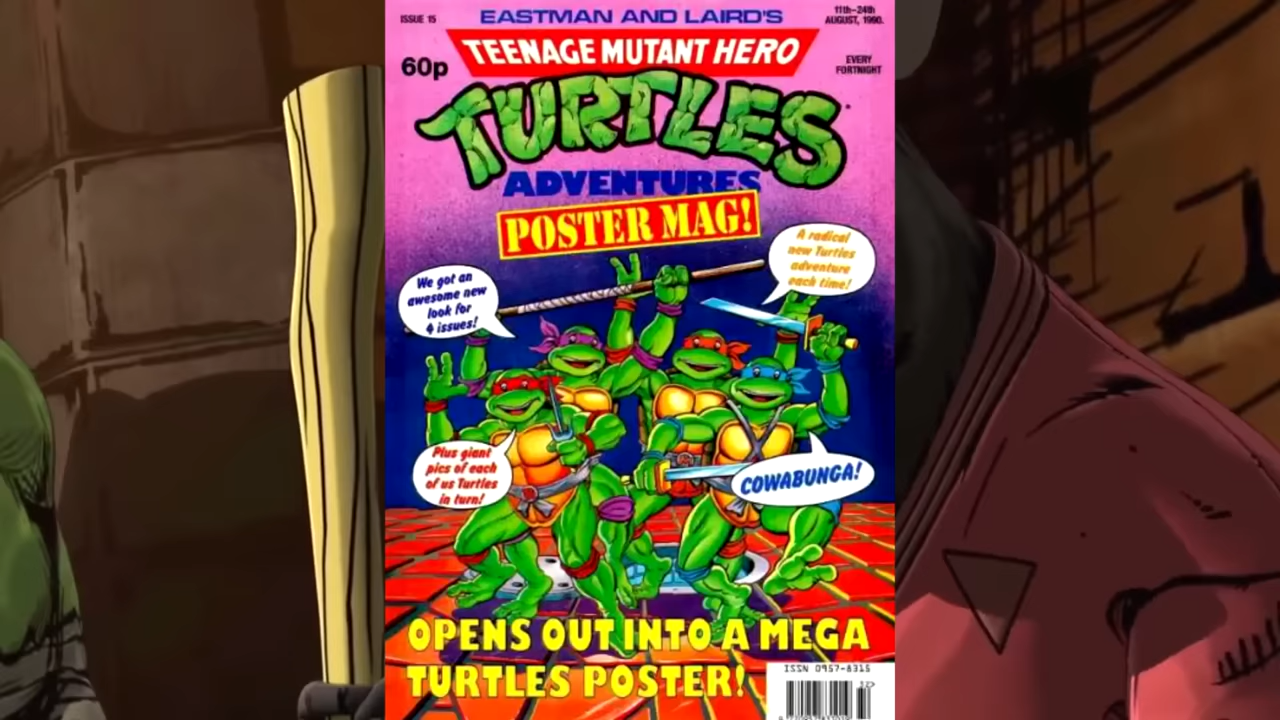 ISSUE 15
EASTMAN AND LAIRD'S
11th-24th
AUGUST, 1990.
60p
TEENAGE MUTANT HERO
EVERY
FORTNIGHT
TURTLES
ADVENTURES
POSTER MAG!
A radical
new Turtles
adventure
each time!
We got an
awesome new
look for
4 issues!
Plus giant
pics of each
of us Turtles
in turn!
COWABUNGA!
OPENS OUT INTO A MEGA
TURTLES POSTER!
ISSN 0957-8315